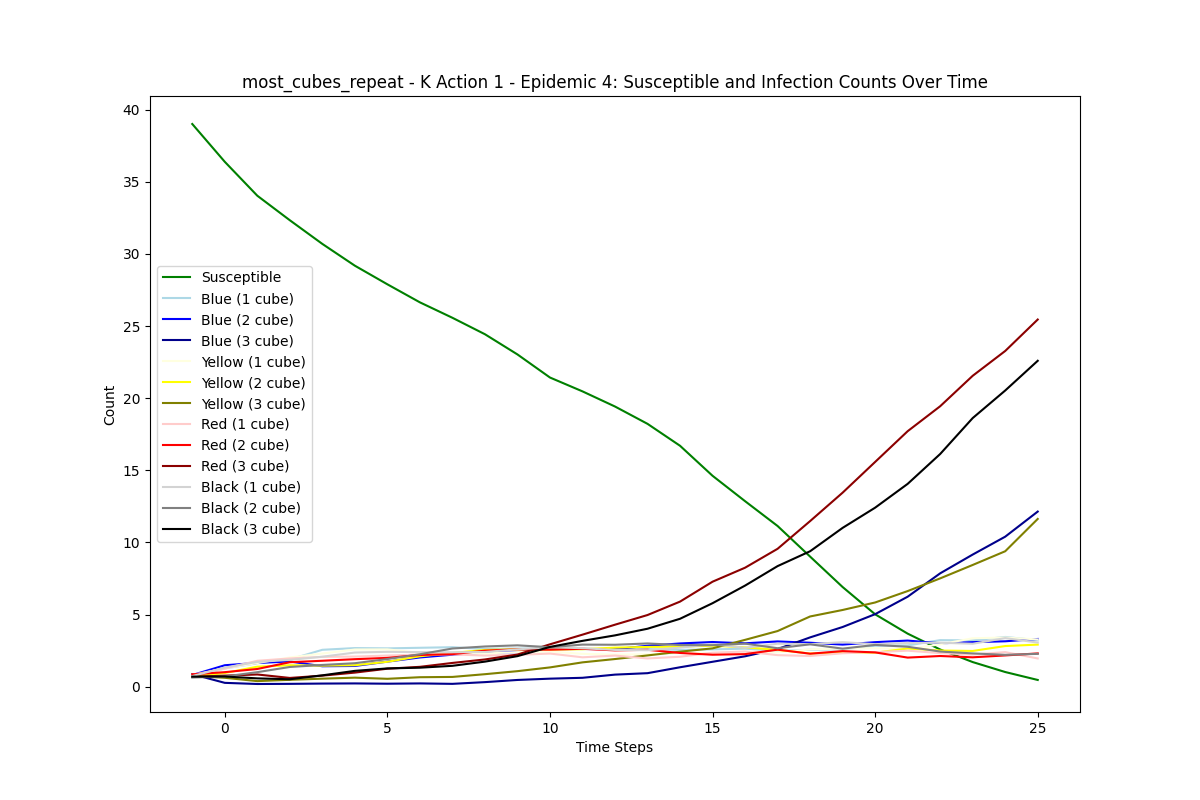 most_cubes_repeat - K Action 1 - Epidemic 4: Susceptible and Infection Counts Over Time
40
35
30
25
20
15
10
5
0
Count
Susceptible
Blue (1 cube)
Blue (2 cube)
Blue (3 cube)
Yellow (1 cube)
Yellow (2 cube)
Yellow (3 cube)
Red (1 cube)
Red (2 cube)
Red (3 cube)
Black (1 cube)
Black (2 cube)
Black (3 cube)
0 5 10 15 20 25
Time Steps